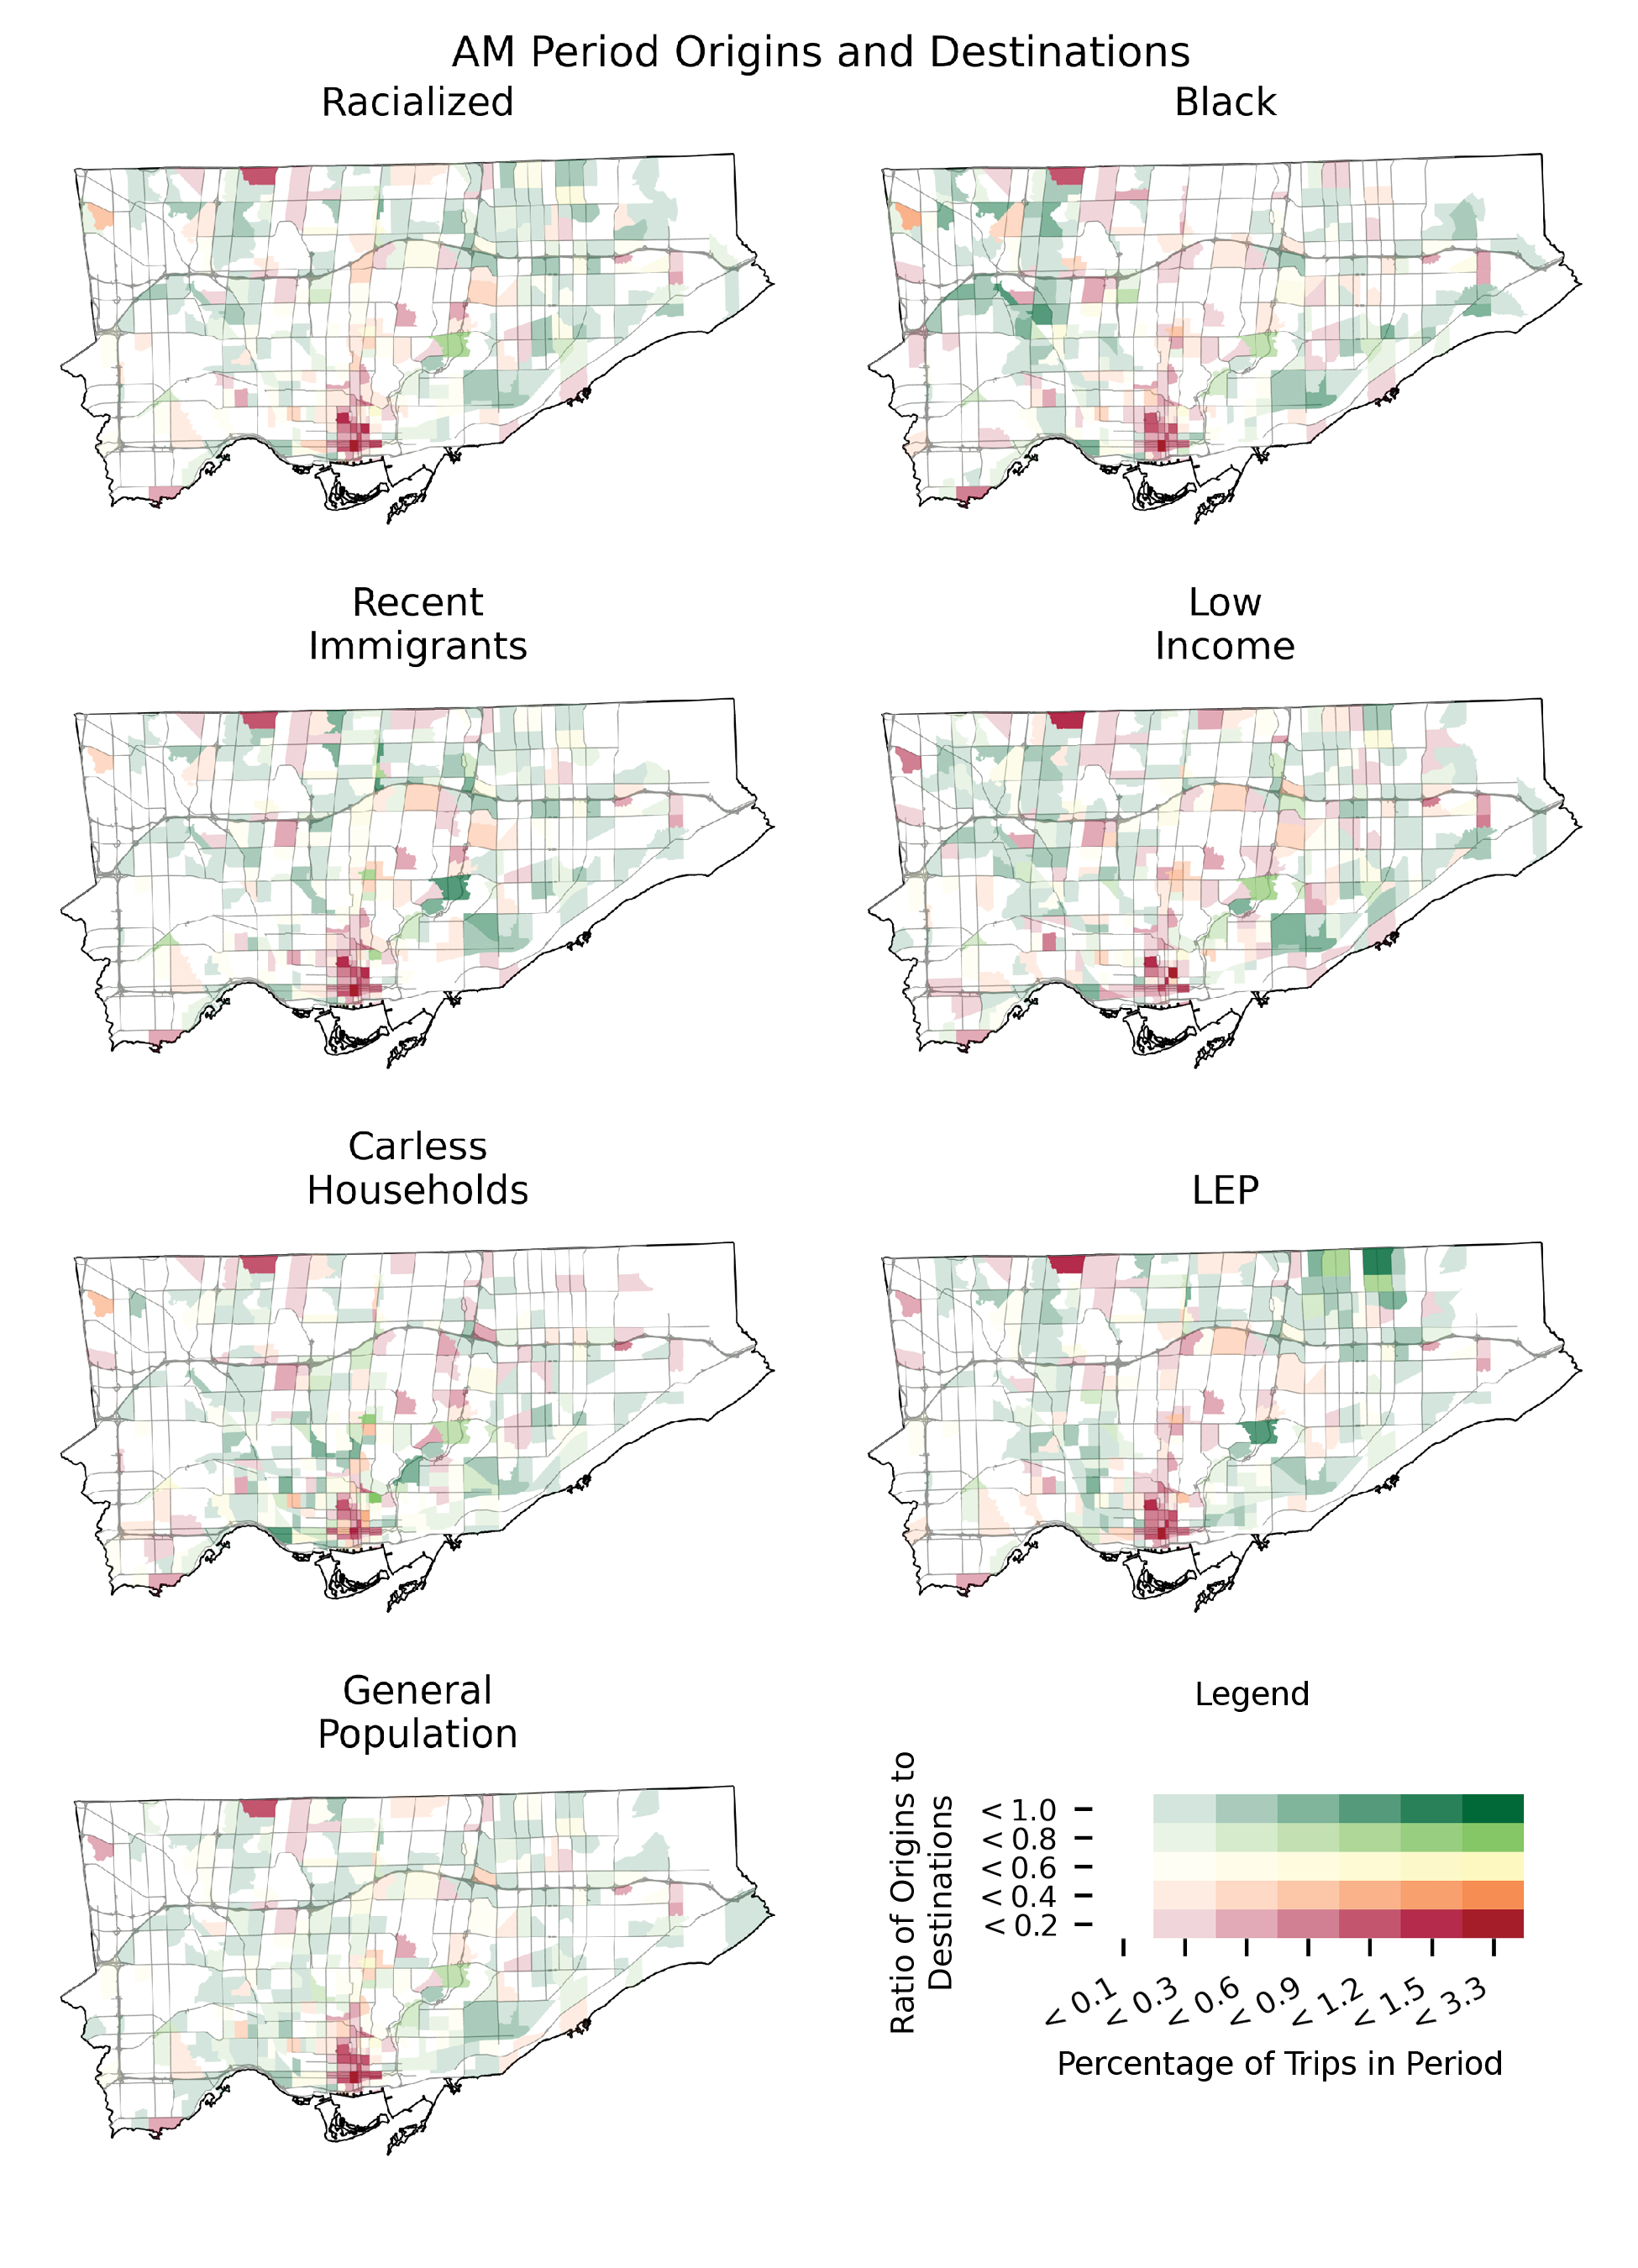 AM Period Origins and Destinations
Racialized
Black
Recent
Immigrants
Low
Income
Carless
Households
LEP
General
Population
Legend
Ratio of Origins to
Destinations
< 1.0
< 0.8
< 0.6
< 0.4
< 0.2
< 0.1
< 0.3
< 0.6
< 0.9
< 1.2
< 1.5
< 3.3
Percentage of Trips in Period